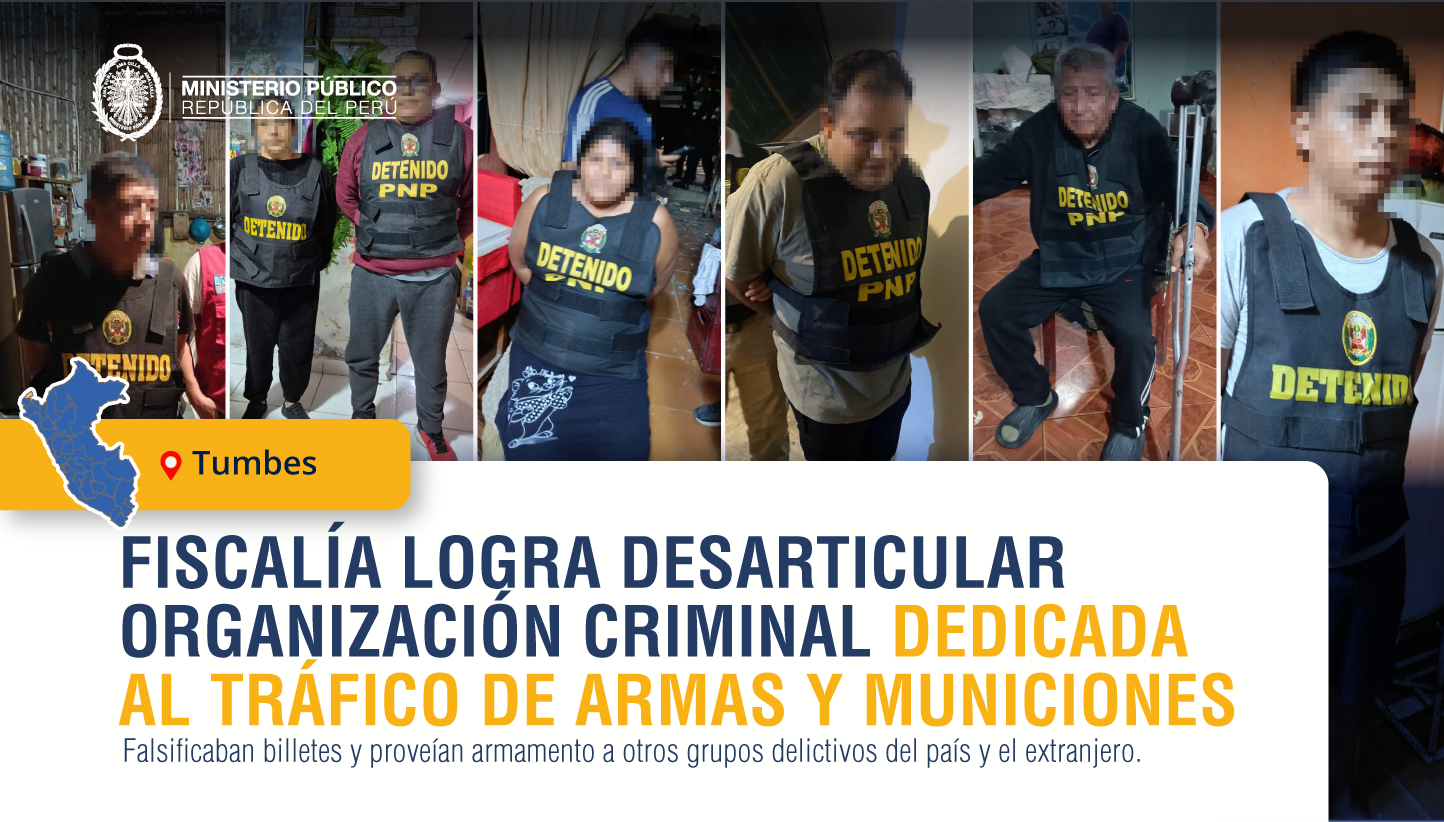 MINISTERIO PÚBLICO
REPÚBLICA DEL PERÚ
DETENIDO
DETENIDO
DETENIDO
PNP
DETENIDO
PNP
DETENIDO
PNP
DETENIDO
PNP
DETENIDO
Tumbes
FISCALÍA LOGRA DESARTICULAR
ORGANIZACIÓN CRIMINAL DEDICADA
AL TRÁFICO DE ARMAS Y MUNICIONES
Falsificaban billetes y proveían armamento a otros grupos delictivos del país y el extranjero.